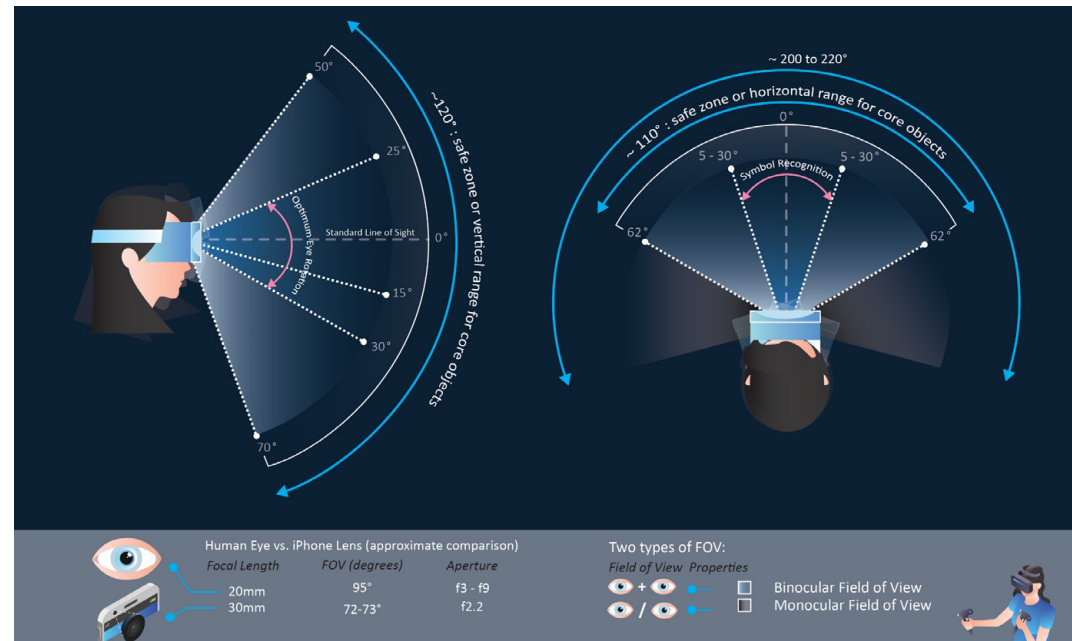 50°
25°
0°
15°
30°
70°
Optimum Eye Rotation
Standard Line of Sight
~120° : safe zone or vertical range for core objects
~ 200 to 220°
~ 110° : safe zone or horizontal range for core objects
0°
5 - 30°
5 - 30°
Symbol Recognition
62°
62°
Human Eye vs. iPhone Lens (approximate comparison)
Focal Length FOV (degrees) Aperture
20mm 95° f3 - f9
30mm 72-73° f2.2
Two types of FOV:
Field of View Properties
+ Binocular Field of View
/ Monocular Field of View